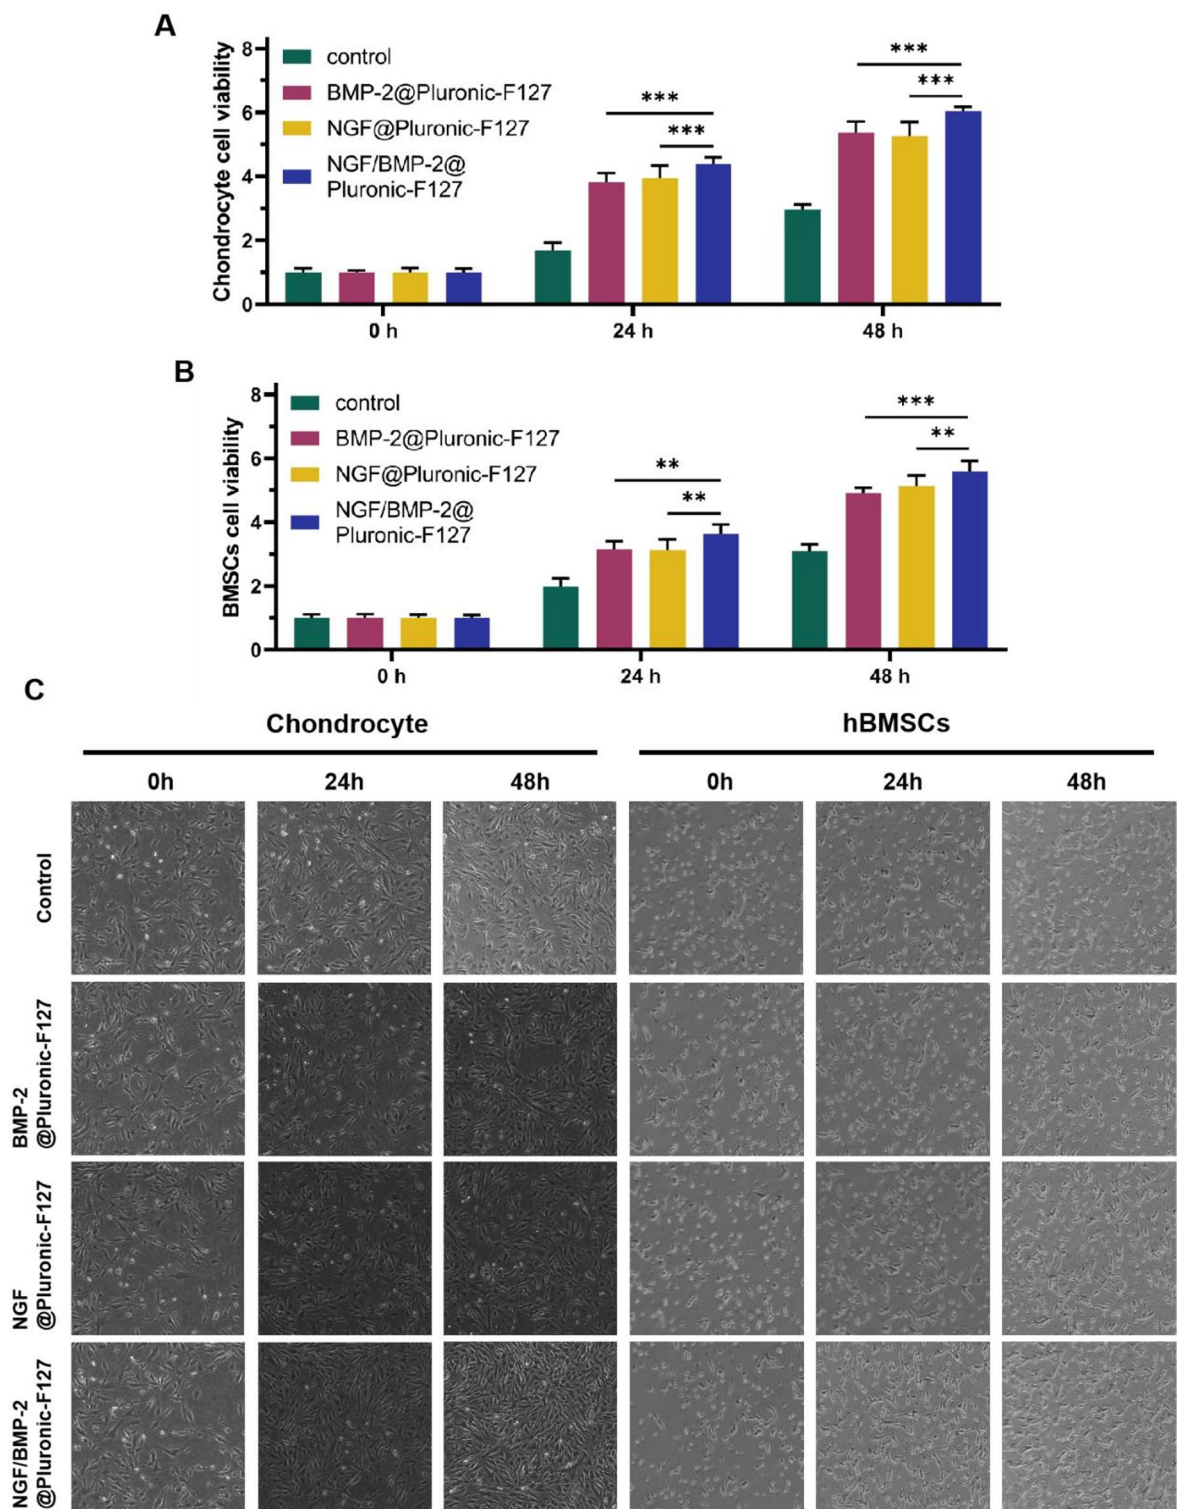 A
Chondrocyte cell viability
8
6
4
2
0
control
BMP-2@Pluronic-F127
NGF@Pluronic-F127
NGF/BMP-2@
Pluronic-F127
***
***
***
***
0 h
24 h
48 h
B
BMSCs cell viability
8
6
4
2
0
control
BMP-2@Pluronic-F127
NGF@Pluronic-F127
NGF/BMP-2@
Pluronic-F127
**
**
***
**
0 h
24 h
48 h
C
Chondrocyte
hBMSCs
0h
24h
48h
0h
24h
48h
Control
BMP-2
@Pluronic-F127
NGF
@Pluronic-F127
NGF/BMP-2
@Pluronic-F127